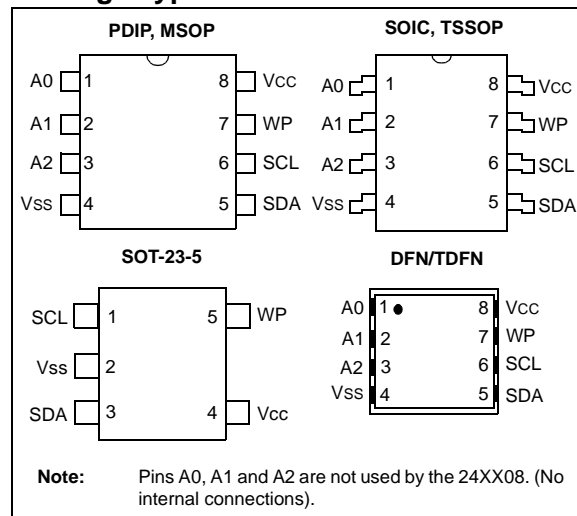 PDIP, MSOP
A0 1 8 VCC
A1 2 7 WP
A2 3 6 SCL
VSS 4 5 SDA
SOIC, TSSOP
A0 1 8 VCC
A1 2 7 WP
A2 3 6 SCL
VSS 4 5 SDA
SOT-23-5
SCL 1 5 WP
Vss 2
SDA 3 4 Vcc
DFN/TDFN
A0 1 8 VCC
A1 2 7 WP
A2 3 6 SCL
VSS 4 5 SDA
Note: Pins A0, A1 and A2 are not used by the 24XX08. (No
internal connections).